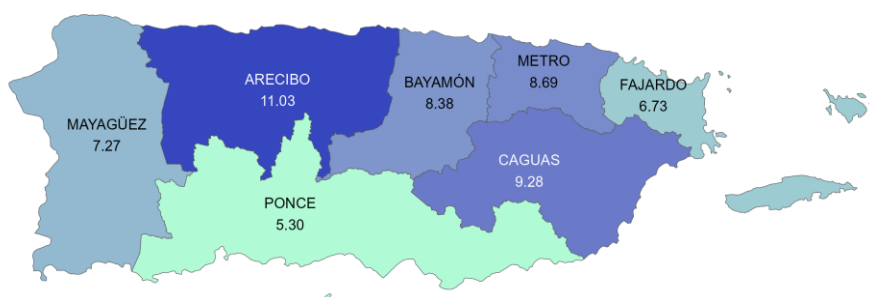 MAYAGÜEZ
7.27
ARECIBO
11.03
BAYAMÓN
8.38
METRO
8.69
FAJARDO
6.73
CAGUAS
9.28
PONCE
5.30